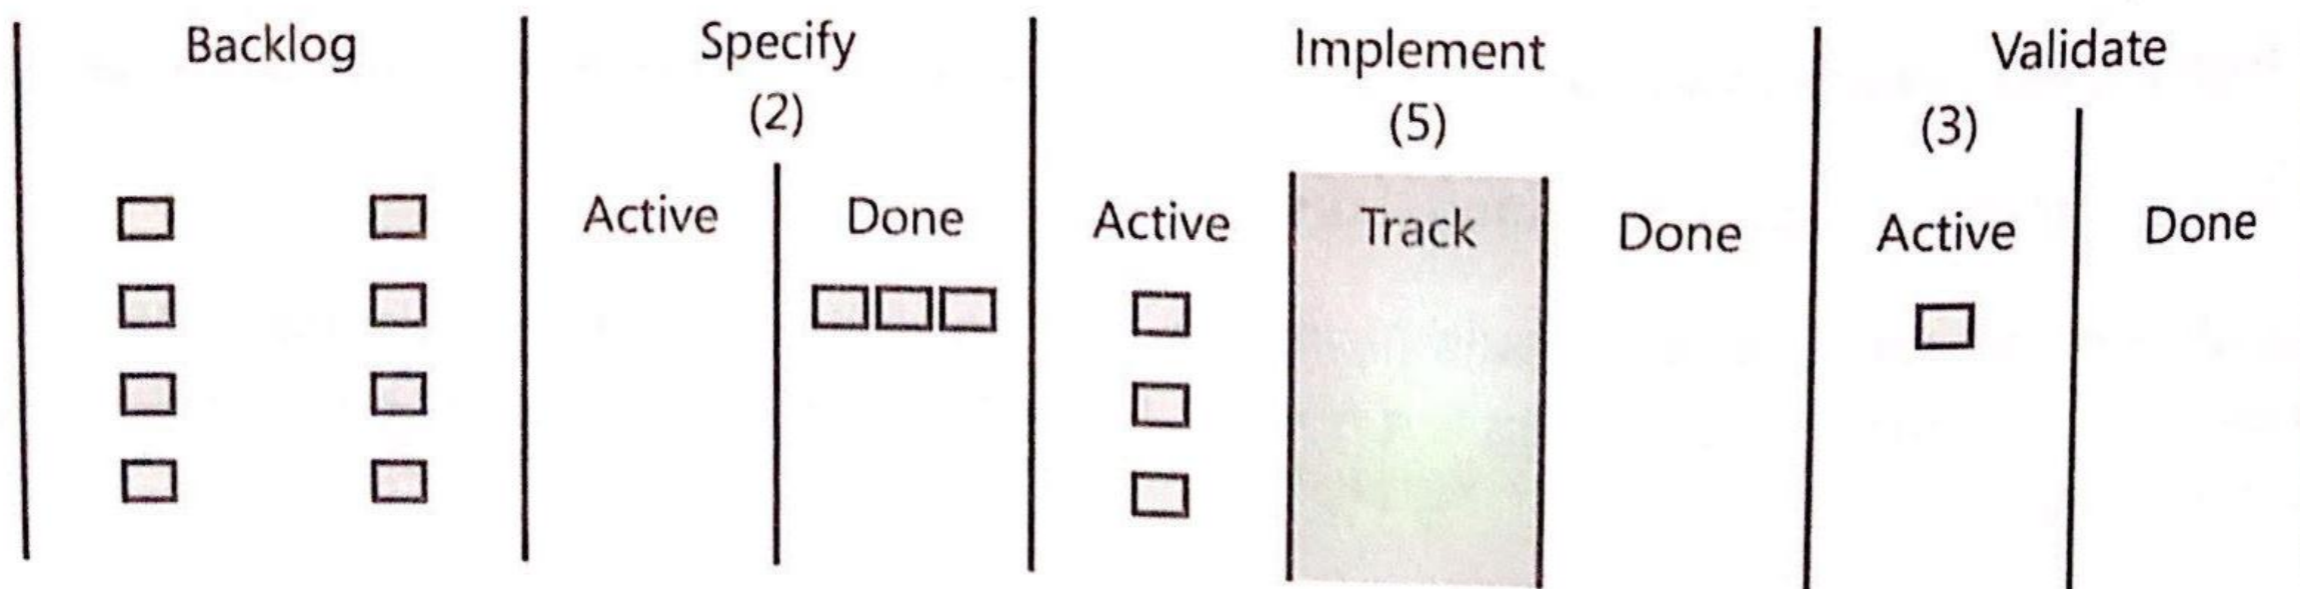 Backlog
Specify
(2)
Active
Done
Implement
(5)
Active
Track
Done
Validate
(3)
Active
Done